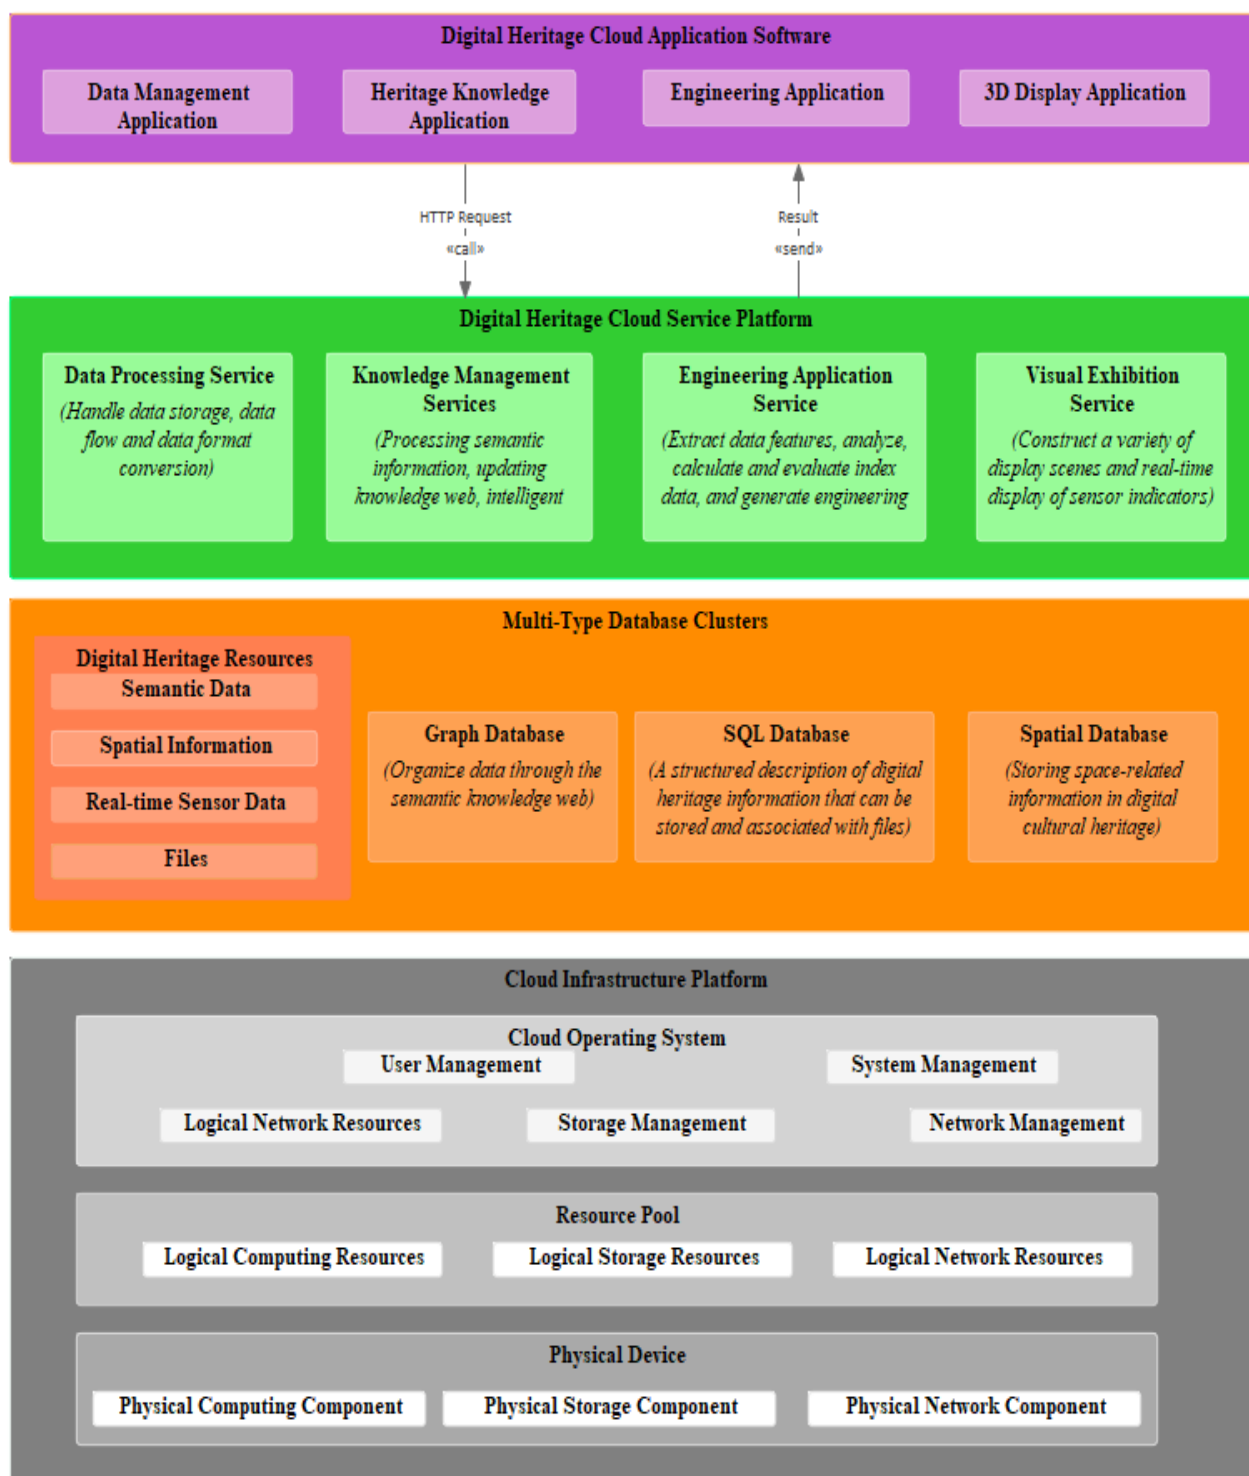 Digital Heritage Cloud Application Software
Data Management
Application
Heritage Knowledge
Application
Engineering Application
3D Display Application
HTTP Request
«call»
Result
«send»
Digital Heritage Cloud Service Platform
Data Processing Service
(Handle data storage, data
flow and data format
conversion)
Knowledge Management
Services
(Processing semantic
information, updating
knowledge web, intelligent
Engineering Application
Service
(Extract data features, analyze,
calculate and evaluate index
data, and generate engineering
Visual Exhibition
Service
(Construct a variety of
display scenes and real-time
display of sensor indicators)
Multi-Type Database Clusters
Digital Heritage Resources
Semantic Data
Spatial Information
Real-time Sensor Data
Files
Graph Database
(Organize data through the
semantic knowledge web)
SQL Database
(A structured description of digital
heritage information that can be
stored and associated with files)
Spatial Database
(Storing space-related
information in digital
cultural heritage)
Cloud Infrastructure Platform
Cloud Operating System
User Management
System Management
Logical Network Resources
Storage Management
Network Management
Resource Pool
Logical Computing Resources
Logical Storage Resources
Logical Network Resources
Physical Device
Physical Computing Component
Physical Storage Component
Physical Network Component